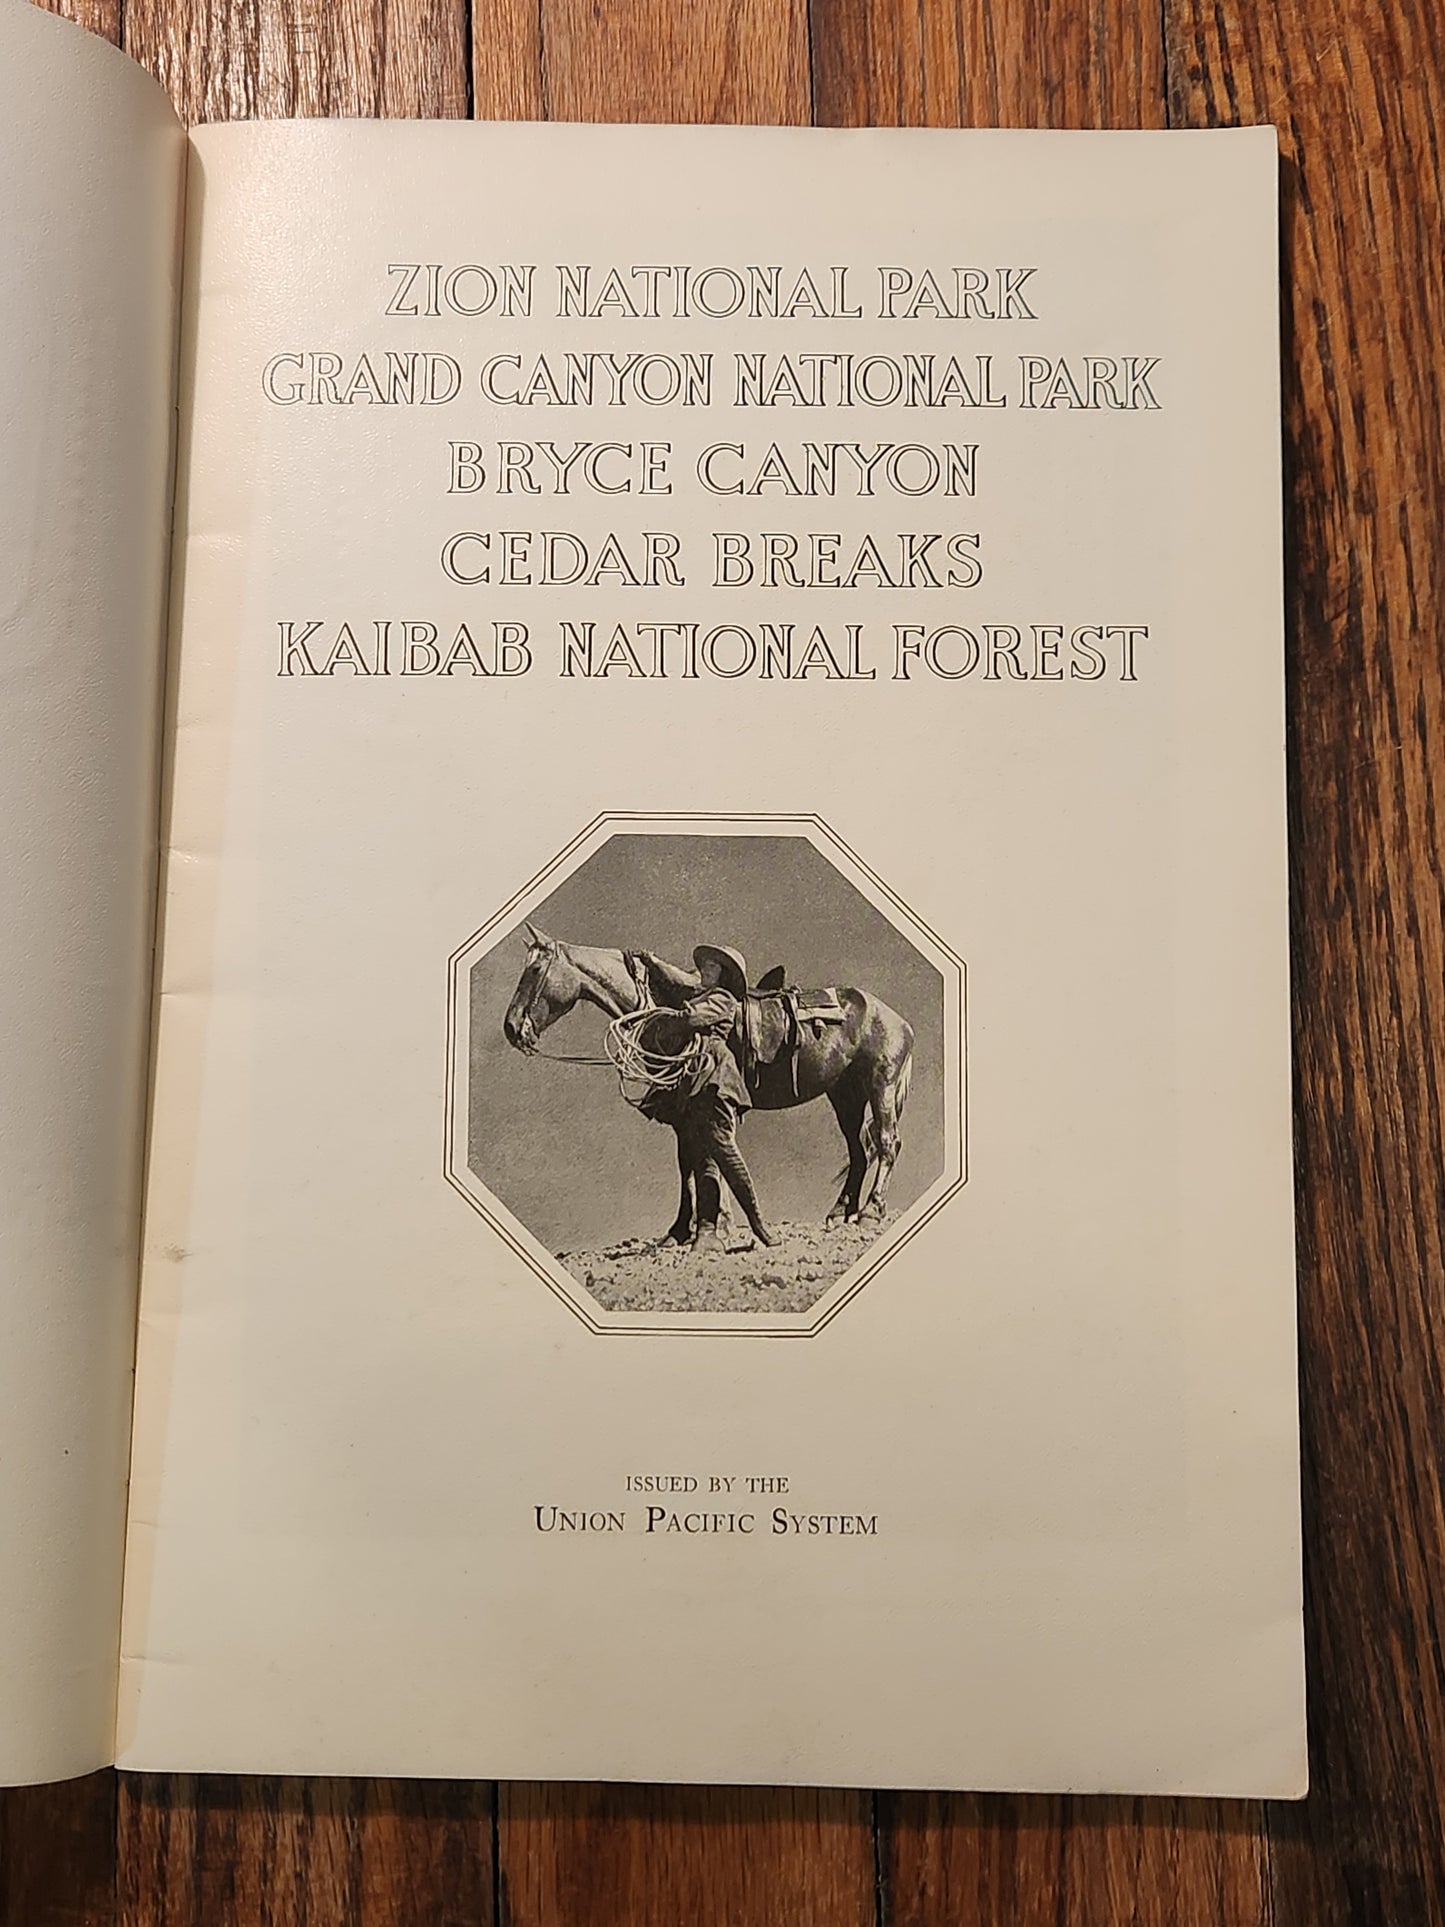 ZION NATIONAL PARK
GRAND CANYON NATIONAL PARK
BRYCE CANYON
CEDAR BREAKS
KAIBAB NATIONAL FOREST
ISSUED BY THE
UNION PACIFIC SYSTEM